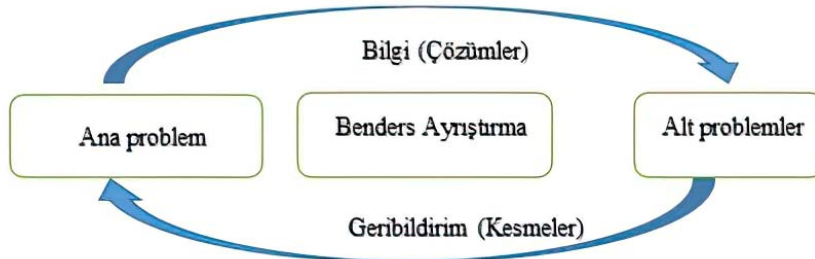 Bilgi (Çözümler)
Ana problem
Benders Ayrıştırma
Alt problemler
Geribildirim (Kesmeler)